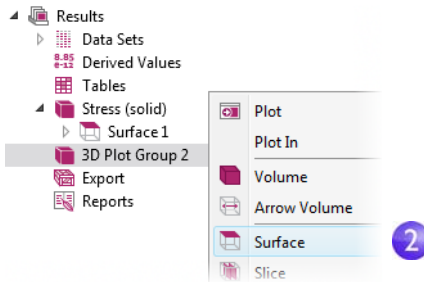 Results
Data Sets
8.85
e-12 Derived Values
Tables
Stress (solid)
Surface 1
3D Plot Group 2
Export
Reports
Plot
Plot In
Volume
Arrow Volume
Surface
2
Slice